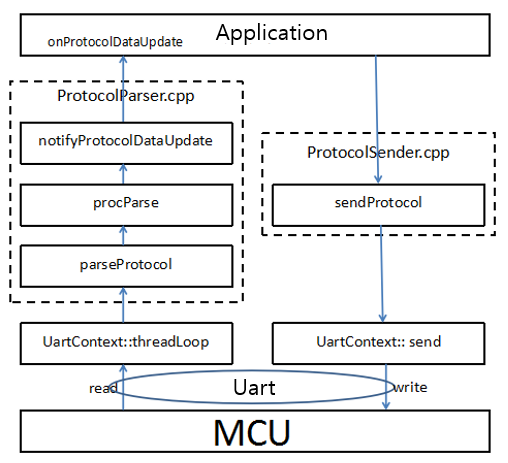 Application
onProtocolDataUpdate
ProtocolParser.cpp
notifyProtocolDataUpdate
procParse
parseProtocol
UartContext::threadLoop
read
ProtocolSender.cpp
sendProtocol
UartContext:: send
write
Uart
MCU